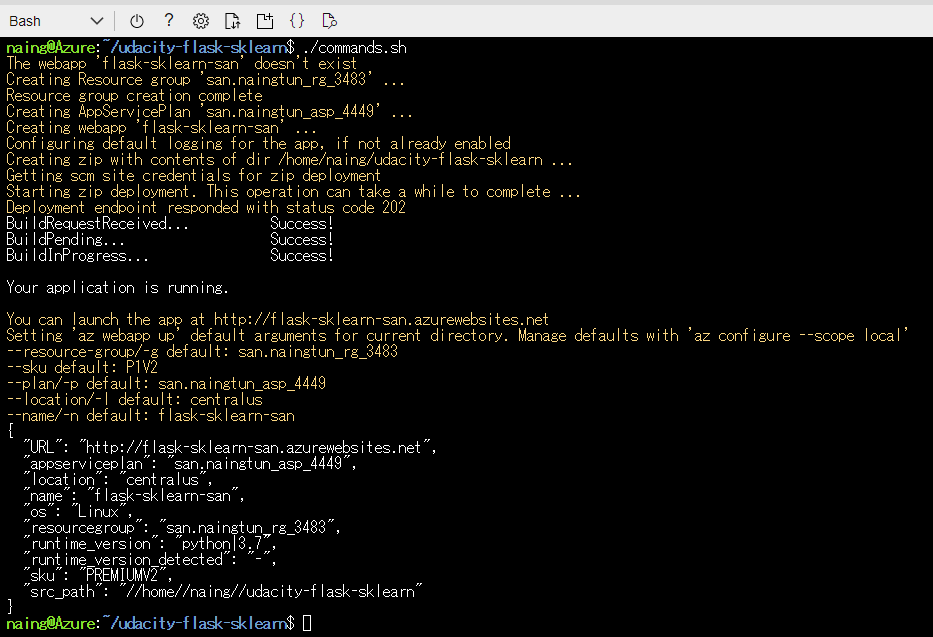 Bash
naing@Azure:~/udacity-flask-sklearn$ ./commands.sh
The webapp 'flask-sklearn-san' doesn't exist
Creating Resource group 'san.naingtun_rg_3483' ...
Resource group creation complete
Creating AppServicePlan 'san.naingtun_asp_4449' ...
Creating webapp 'flask-sklearn-san' ...
Configuring default logging for the app, if not already enabled
Creating zip with contents of dir /home/naing/udacity-flask-sklearn ...
Getting scm site credentials for zip deployment
Starting zip deployment. This operation can take a while to complete ...
Deployment endpoint responded with status code 202
BuildRequestReceived... Success!
BuildPending... Success!
BuildInProgress... Success!
Your application is running.
You can launch the app at http://flask-sklearn-san.azurewebsites.net
Setting 'az webapp up' default arguments for current directory. Manage defaults with 'az configure --scope local'
--resource-group/-g default: san.naingtun_rg_3483
--sku default: P1V2
--plan/-p default: san.naingtun_asp_4449
--location/-l default: centralus
--name/-n default: flask-sklearn-san
{
"URL": "http://flask-sklearn-san.azurewebsites.net",
"appserviceplan": "san.naingtun_asp_4449",
"location": "centralus",
"name": "flask-sklearn-san",
"os": "Linux",
"resourcegroup": "san.naingtun_rg_3483",
"runtime_version": "python|3.7",
"runtime_version_detected": "-",
"sku": "PREMIUMV2",
"src_path": "//home//naing//udacity-flask-sklearn"
}
naing@Azure:~/udacity-flask-sklearn$